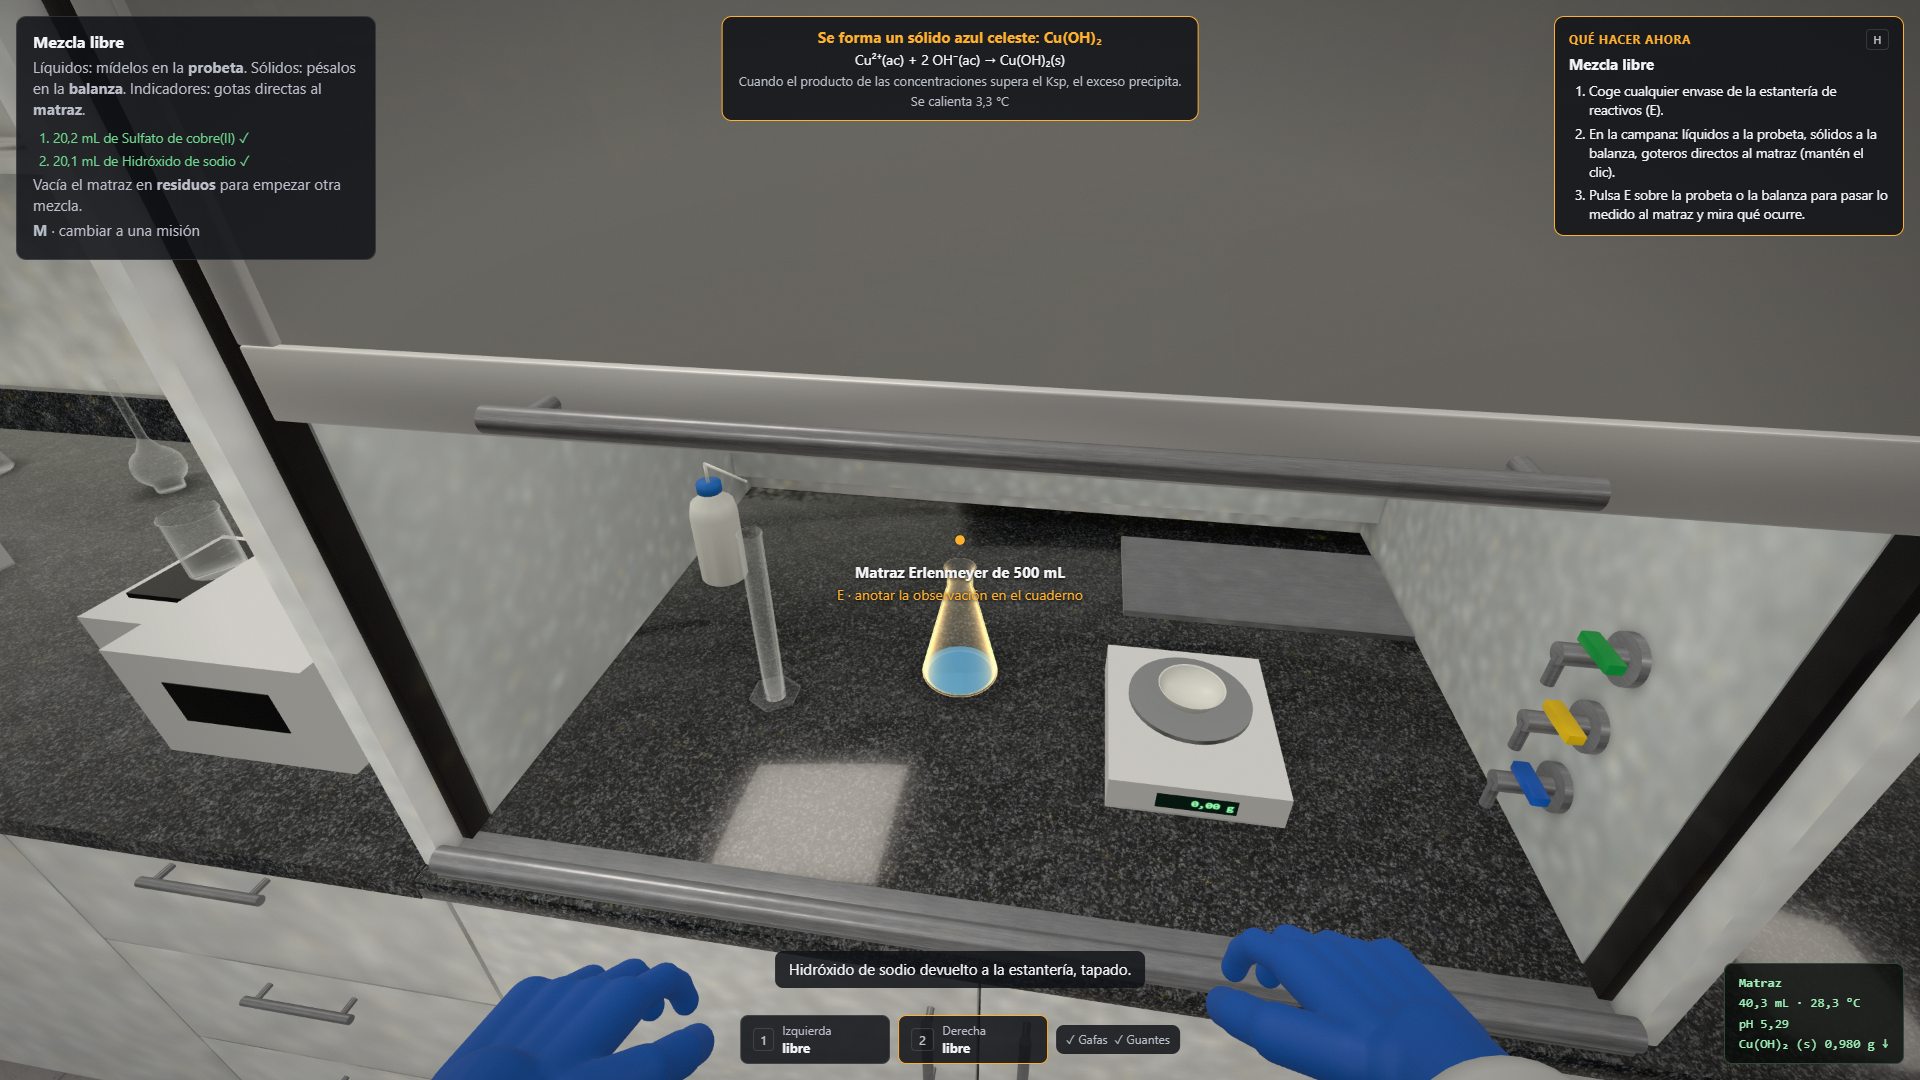 Mezcla libre
Líquidos: mídelos en la probeta. Sólidos: pésalos
en la balanza. Indicadores: gotas directas al
matraz.
1. 20,2 mL de Sulfato de cobre(II) ✓
2. 20,1 mL de Hidróxido de sodio ✓
Vacía el matraz en residuos para empezar otra
mezcla.
M · cambiar a una misión
Se forma un sólido azul celeste: Cu(OH)₂
Cu²⁺(ac) + 2 OH⁻(ac) → Cu(OH)₂(s)
Cuando el producto de las concentraciones supera el Ksp, el exceso precipita.
Se calienta 3,3 °C
QUÉ HACER AHORA
H
Mezcla libre
1. Coge cualquier envase de la estantería de
reactivos (E).
2. En la campana: líquidos a la probeta, sólidos a la
balanza, goteros directos al matraz (mantén el
clic).
3. Pulsa E sobre la probeta o la balanza para pasar lo
medido al matraz y mira qué ocurre.
Matraz Erlenmeyer de 500 mL
E · anotar la observación en el cuaderno
0,00 g
Hidróxido de sodio devuelto a la estantería, tapado.
1 Izquierda
libre
2 Derecha
libre
✓ Gafas ✓ Guantes
Matraz
40,3 mL · 28,3 °C
pH 5,29
Cu(OH)₂ (s) 0,980 g ↓